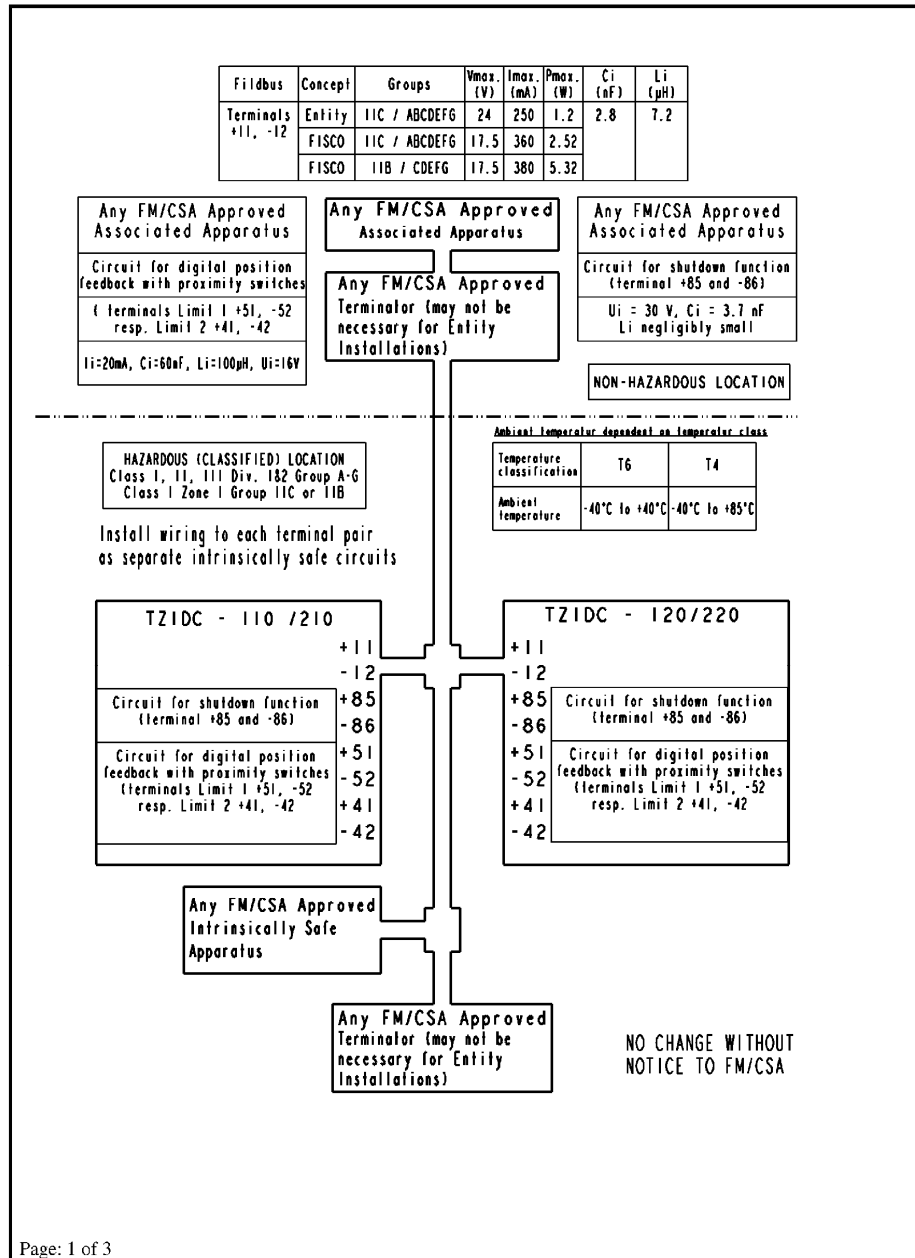 Fildbus Concept Groups Vmax. (V) Imax. (mA) Pmax. (W) Ci (nF) Li (µH)
Terminals +11, -12 Entity IIC / ABCDEFG 24 250 1.2 2.8 7.2
FISCO IIC / ABCDEFG 17.5 360 2.52
FISCO IIB / CDEFG 17.5 380 5.32
Any FM/CSA Approved
Associated Apparatus
Circuit for digital position
feedback with proximity switches
( terminals Limit 1 +51, -52
resp. Limit 2 +41, -42
Ii=20mA, Ci=60nF, Li=100µH, Ui=16V
Any FM/CSA Approved
Associated Apparatus
Any FM/CSA Approved
Terminator (may not be
necessary for Entity
Installations)
Any FM/CSA Approved
Associated Apparatus
Circuit for shutdown function
(terminal +85 and -86)
Ui = 30 V, Ci = 3.7 nF
Li negligibly small
NON-HAZARDOUS LOCATION
HAZARDOUS (CLASSIFIED) LOCATION
Class I, II, III Div. 1&2 Group A-G
Class I Zone 1 Group IIC or IIB
Install wiring to each terminal pair
as separate intrinsically safe circuits
Ambient temperatur dependent on temperatur class
Temperature classification T6 T4
Ambient temperature -40°C to +40°C -40°C to +85°C
TZIDC - 110 /210
+11
-12
+85
-86
+51
-52
+41
-42
Circuit for shutdown function
(terminal +85 and -86)
Circuit for digital position
feedback with proximity switches
(terminals Limit 1 +51, -52
resp. Limit 2 +41, -42
TZIDC - 120/220
+11
-12
+85
-86
+51
-52
+41
-42
Circuit for shutdown function
(terminal +85 and -86)
Circuit for digital position
feedback with proximity switches
(terminals Limit 1 +51, -52
resp. Limit 2 +41, -42
Any FM/CSA Approved
Intrinsically Safe
Apparatus
Any FM/CSA Approved
Terminator (may not be
necessary for Entity
Installations)
NO CHANGE WITHOUT
NOTICE TO FM/CSA
Page: 1 of 3